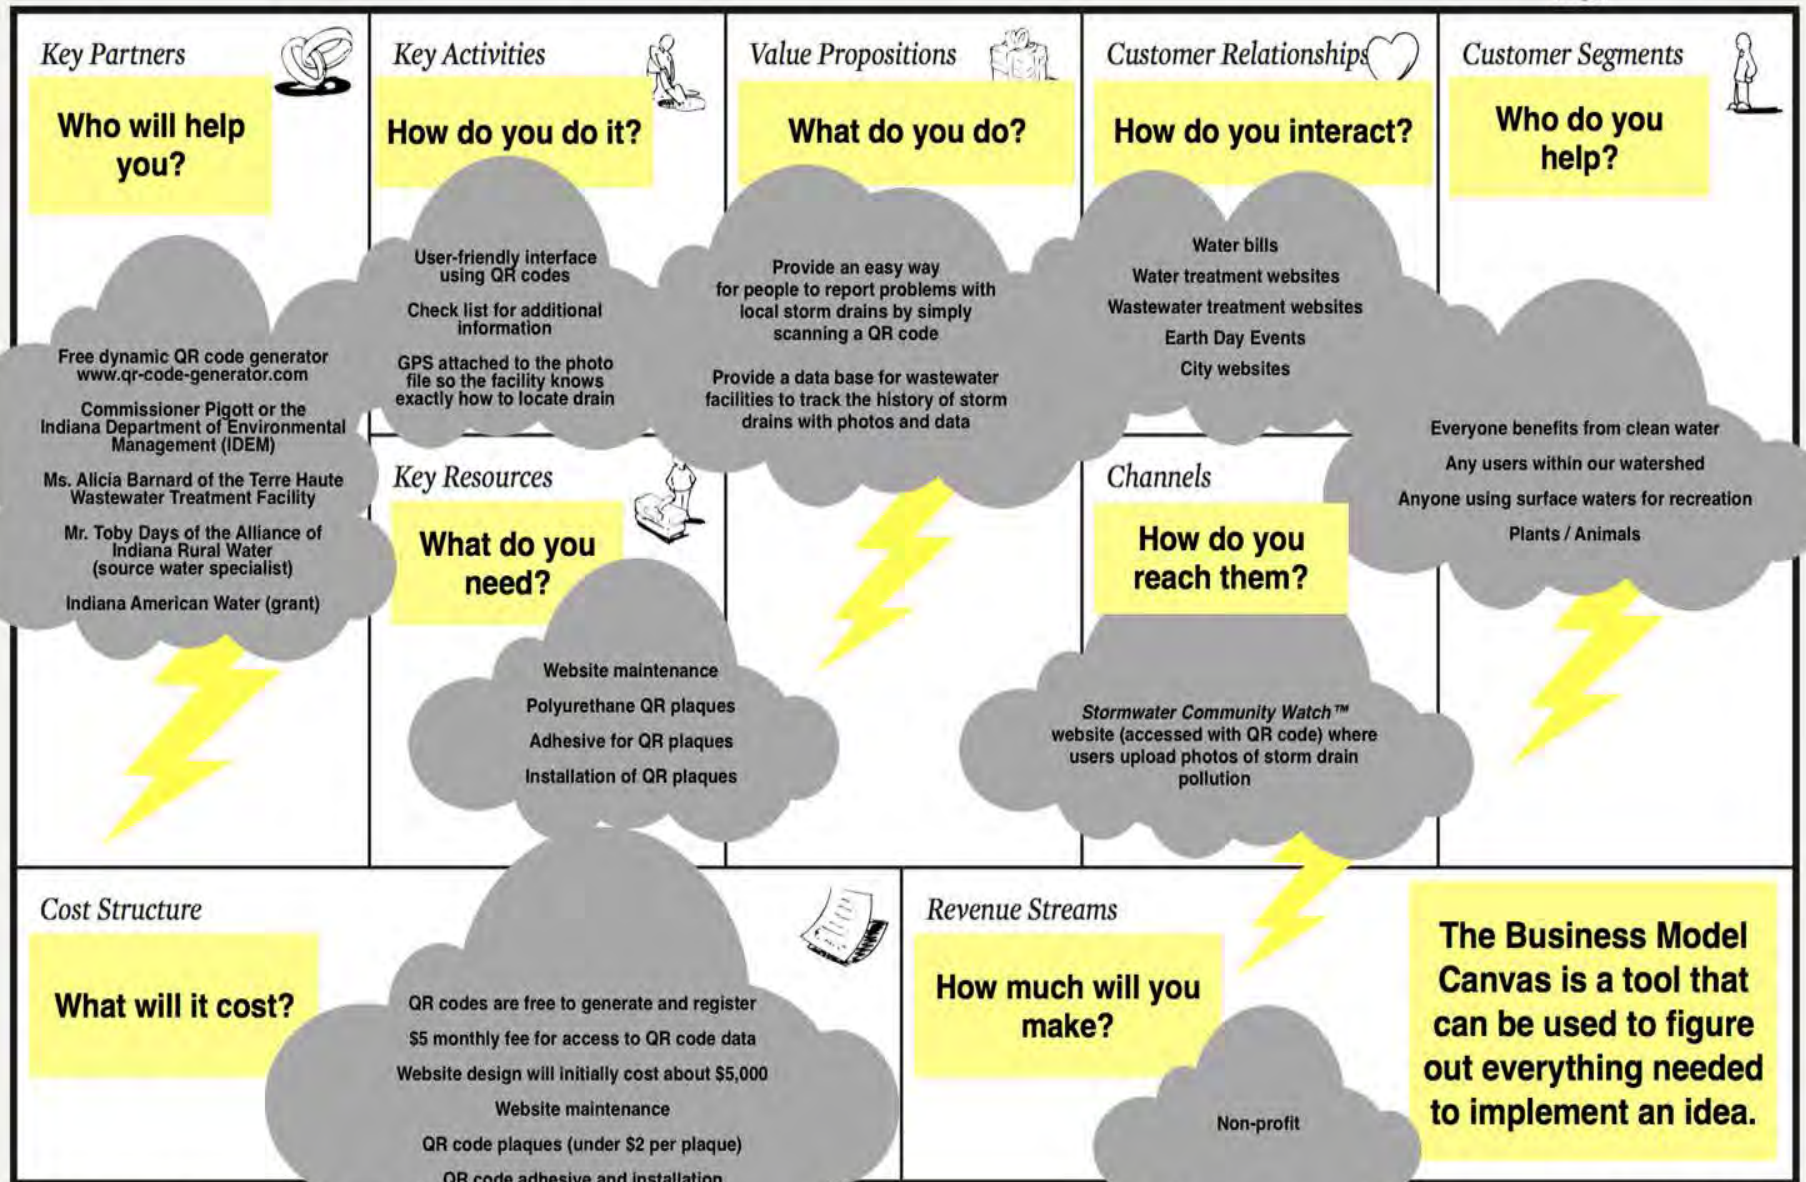 Key Partners
Who will help
you?
Free dynamic QR code generator
www.qr-code-generator.com
Commissioner Pigott or the
Indiana Department of Environmental
Management (IDEM)
Ms. Alicia Barnard of the Terre Haute
Wastewater Treatment Facility
Mr. Toby Days of the Alliance of
Indiana Rural Water
(source water specialist)
Indiana American Water (grant)
Key Activities
How do you do it?
User-friendly interface
using QR codes
Check list for additional
information
GPS attached to the photo
file so the facility knows
exactly how to locate drain
Key Resources
What do you
need?
Website maintenance
Polyurethane QR plaques
Adhesive for QR plaques
Installation of QR plaques
Value Propositions
What do you do?
Provide an easy way
for people to report problems with
local storm drains by simply
scanning a QR code
Provide a data base for wastewater
facilities to track the history of storm
drains with photos and data
Customer Relationships
How do you interact?
Water bills
Water treatment websites
Wastewater treatment websites
Earth Day Events
City websites
Channels
How do you
reach them?
Stormwater Community Watch™
website (accessed with QR code) where
users upload photos of storm drain
pollution
Customer Segments
Who do you
help?
Everyone benefits from clean water
Any users within our watershed
Anyone using surface waters for recreation
Plants / Animals
Cost Structure
What will it cost?
QR codes are free to generate and register
$5 monthly fee for access to QR code data
Website design will initially cost about $5,000
Website maintenance
QR code plaques (under $2 per plaque)
QR code adhesive and installation
Revenue Streams
How much will you
make?
Non-profit
The Business Model
Canvas is a tool that
can be used to figure
out everything needed
to implement an idea.